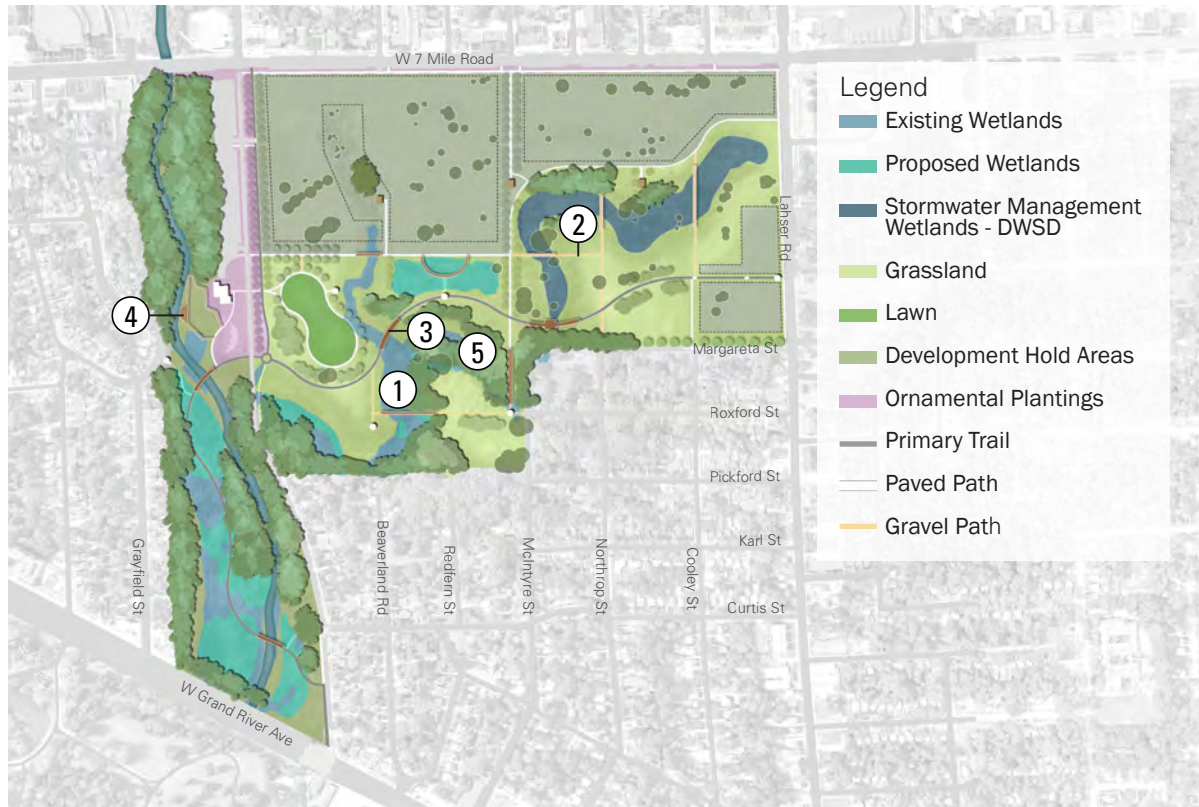 W 7 Mile Road
Legend
Existing Wetlands
Proposed Wetlands
Stormwater Management
Wetlands - DWSD
Grassland
Lawn
Development Hold Areas
Ornamental Plantings
Primary Trail
Paved Path
Gravel Path
Lahser Rd
2
4
3
5
1
Margareta St
Roxford St
Pickford St
Karl St
Curtis St
Grayfield St
Beaverland Rd
Redfern St
McIntyre St
Northrop St
Cooley St
W Grand River Ave